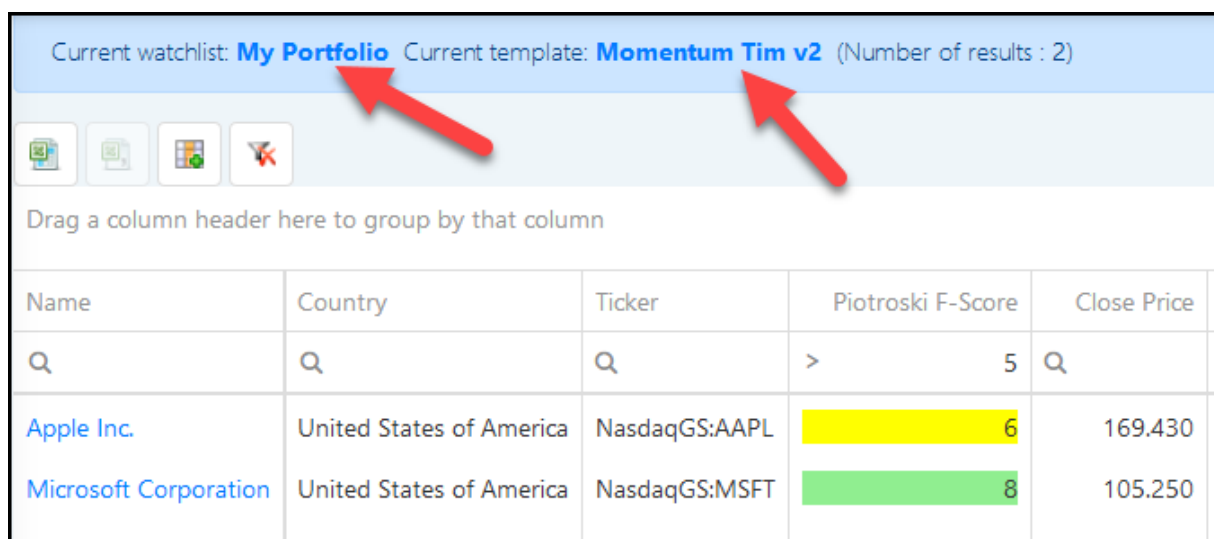 Current watchlist: My Portfolio Current template: Momentum Tim v2 (Number of results : 2)
Drag a column header here to group by that column
Name Country Ticker Piotroski F-Score Close Price
> 5
Apple Inc. United States of America NasdaqGS:AAPL 6 169.430
Microsoft Corporation United States of America NasdaqGS:MSFT 8 105.250